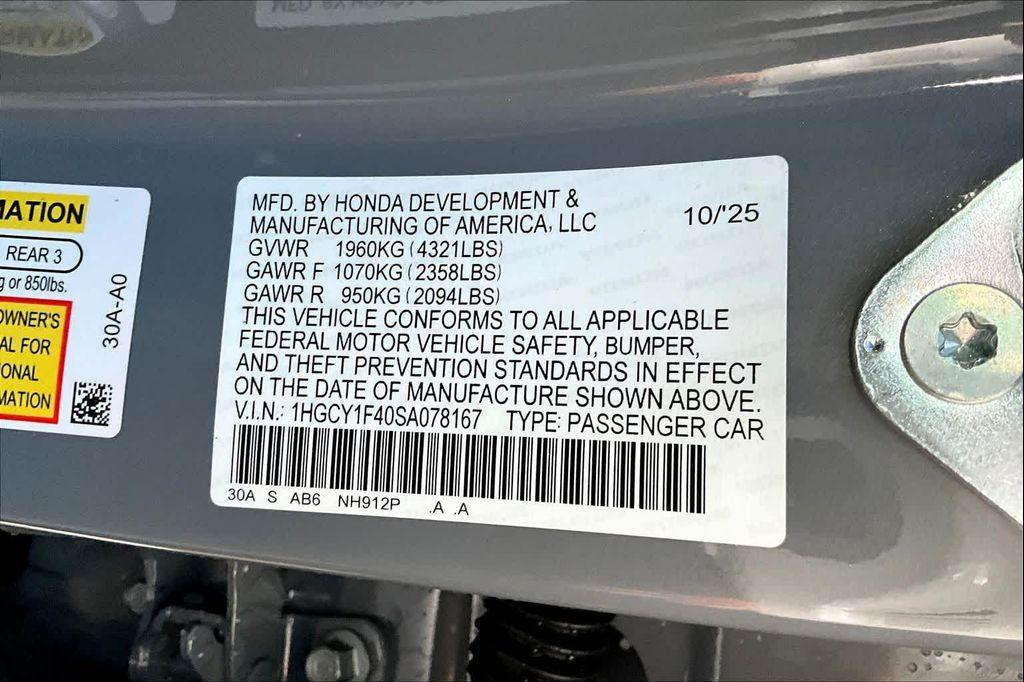 MATION
REAR 3
g or 850lbs.
OWNER'S
AL FOR
ONAL
MATION
30A-A0
MFD. BY HONDA DEVELOPMENT &
MANUFACTURING OF AMERICA, LLC
10/'25
GVWR 1960KG (4321LBS)
GAWR F 1070KG (2358LBS)
GAWR R 950KG (2094LBS)
THIS VEHICLE CONFORMS TO ALL APPLICABLE
FEDERAL MOTOR VEHICLE SAFETY, BUMPER,
AND THEFT PREVENTION STANDARDS IN EFFECT
ON THE DATE OF MANUFACTURE SHOWN ABOVE.
V.I.N.: 1HGCY1F40SA078167 TYPE: PASSENGER CAR
30A S AB6 NH912P .A .A